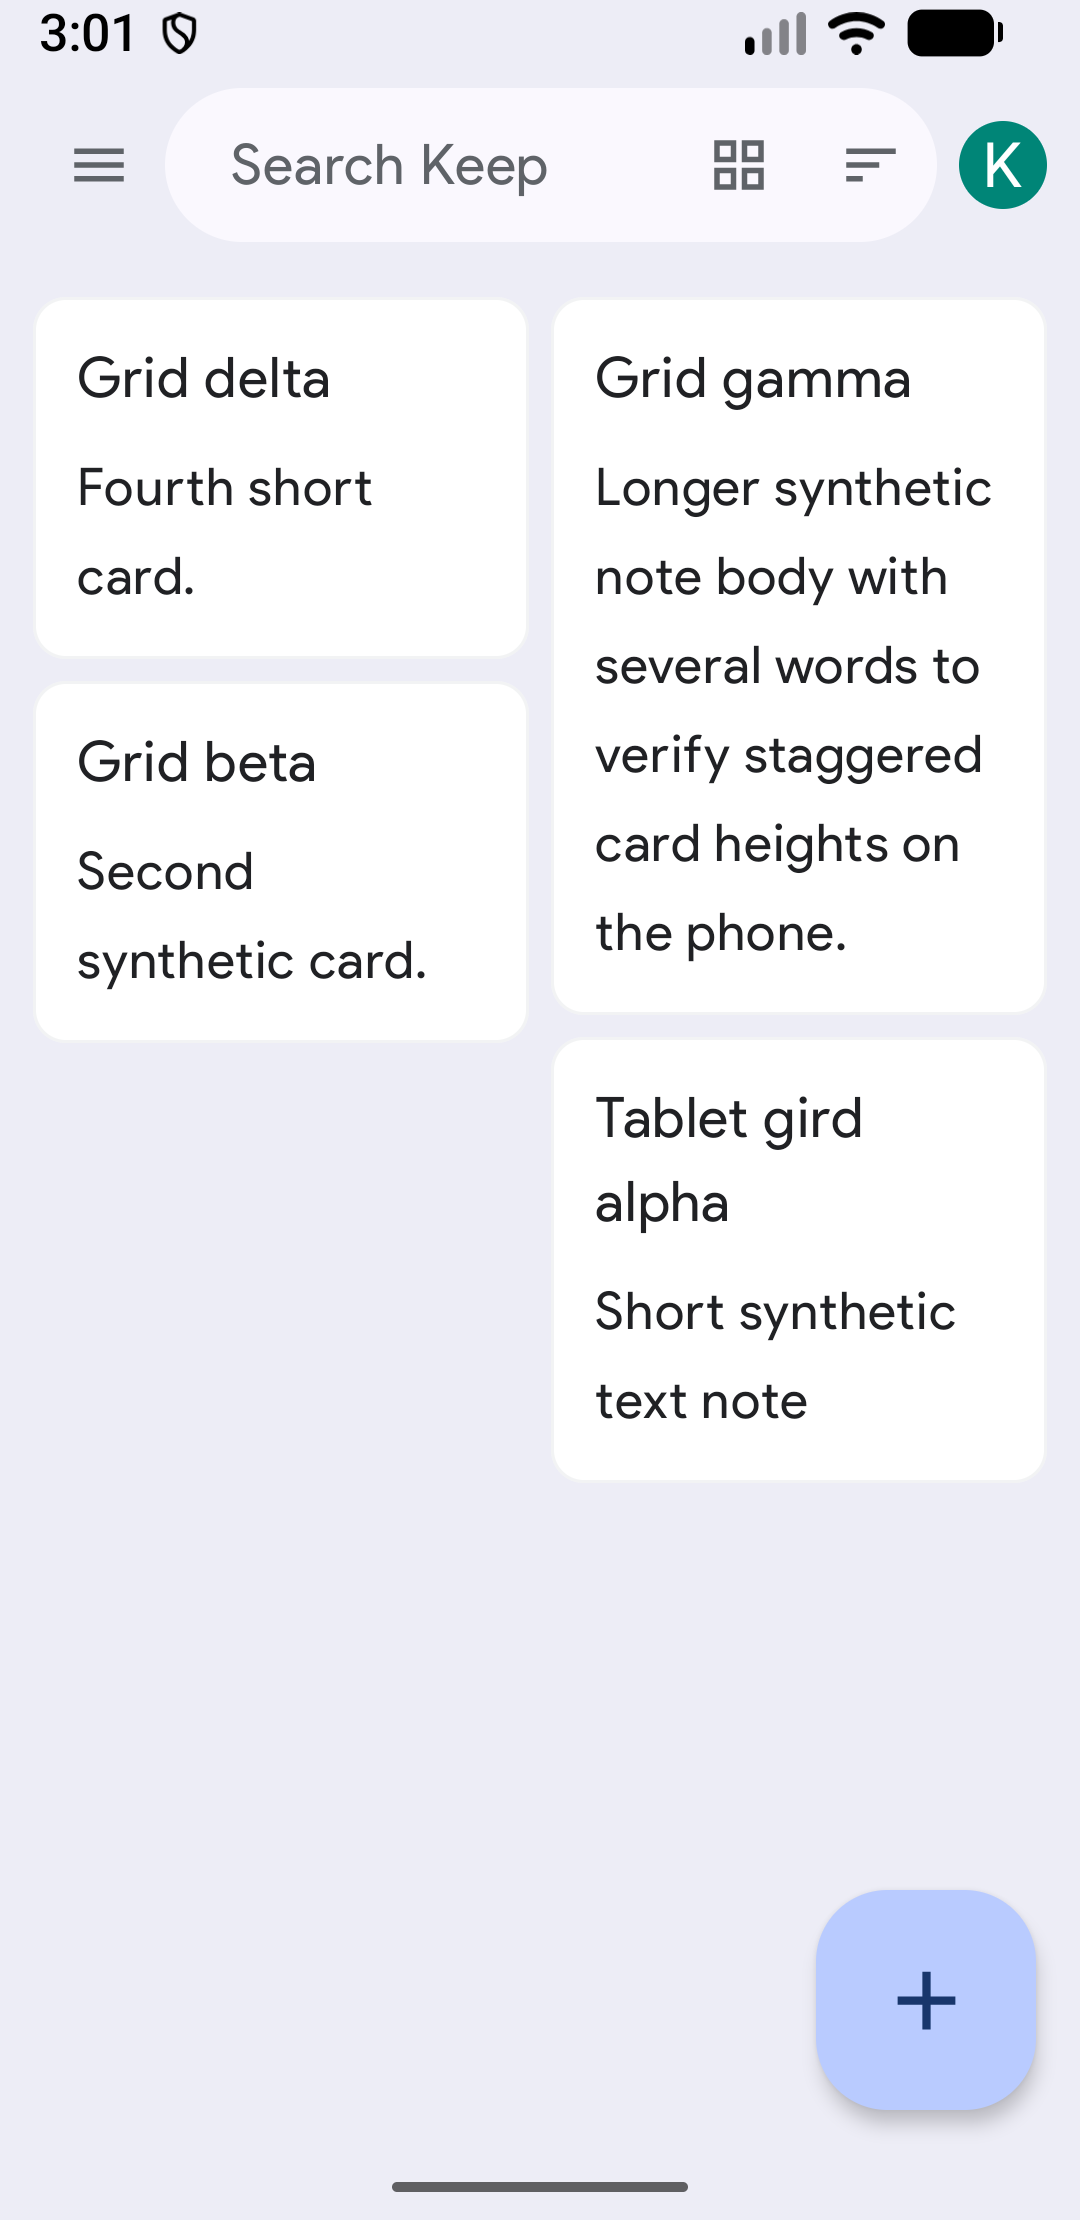 3:01
Search Keep
K
Grid delta
Fourth short
card.
Grid gamma
Longer synthetic
note body with
several words to
verify staggered
card heights on
the phone.
Grid beta
Second
synthetic card.
Tablet gird
alpha
Short synthetic
text note